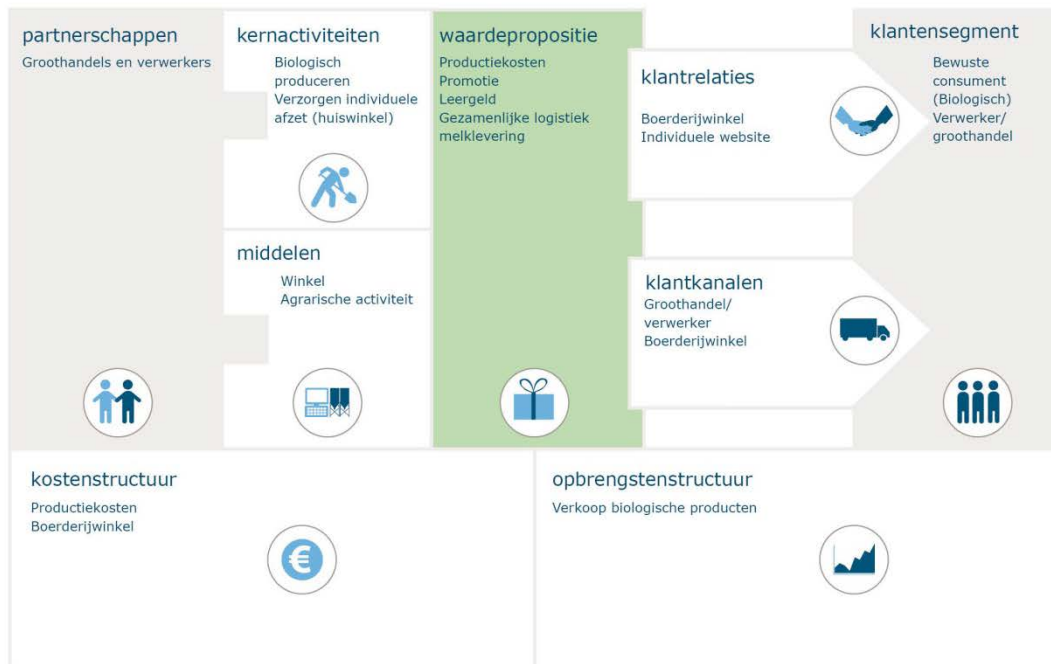 partnerschappen
Groothandels en verwerkers
kernactiviteiten
Biologisch
produceren
Verzorgen individuele
afzet (huiswinkel)
middelen
Winkel
Agrarische activiteit
waardepropositie
Productiekosten
Promotie
Leergeld
Gezamenlijke logistiek
melklevering
klantrelaties
Boerderijwinkel
Individuele website
klantkanalen
Groothandel/
verwerker
Boerderijwinkel
klantensegment
Bewuste
consument
(Biologisch)
Verwerker/
groothandel
kostenstructuur
Productiekosten
Boerderijwinkel
€
opbrengstenstructuur
Verkoop biologische producten